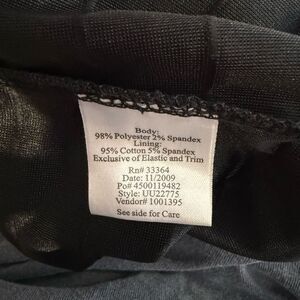 Body:
98% Polyester 2% Spandex
Lining:
95% Cotton 5% Spandex
Exclusive of Elastic and Trim
Rn# 33364
Date: 11/2009
Po# 4500119482
Style: UU22775
Vendor# 1001395
See side for Care